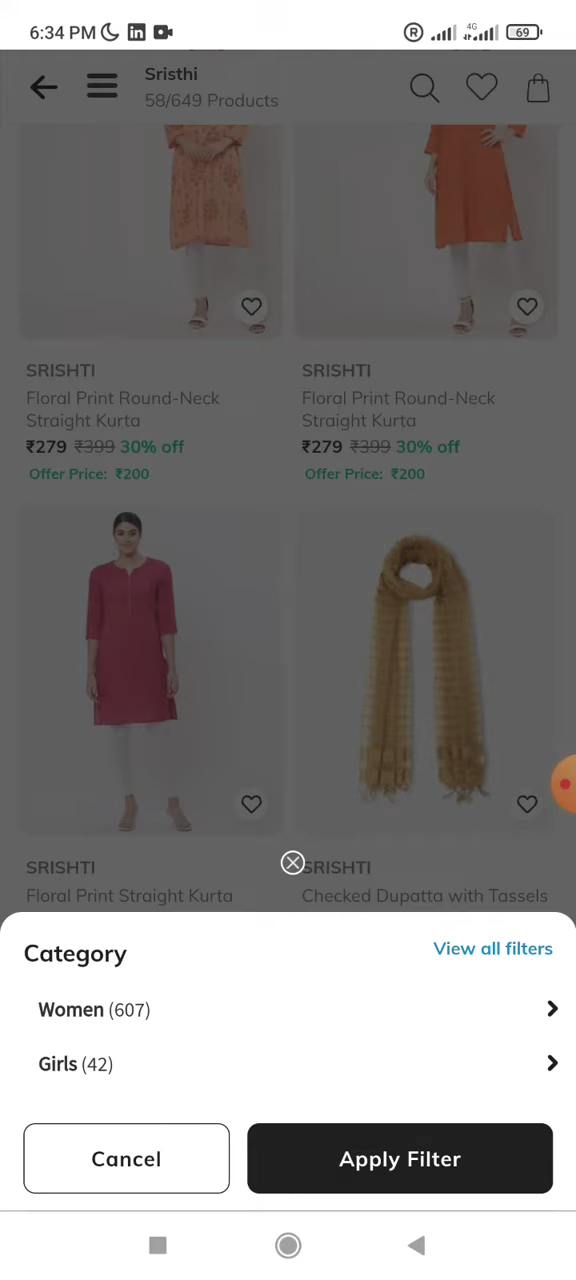 6:34 PM
R 4G 69
Sristhi
58/649 Products
SRISHTI
Floral Print Round-Neck
Straight Kurta
₹279 ₹399 30% off
Offer Price: ₹200
SRISHTI
Floral Print Round-Neck
Straight Kurta
₹279 ₹399 30% off
Offer Price: ₹200
SRISHTI
Floral Print Straight Kurta
SRISHTI
Checked Dupatta with Tassels
Category
View all filters
Women (607)
Girls (42)
Cancel
Apply Filter